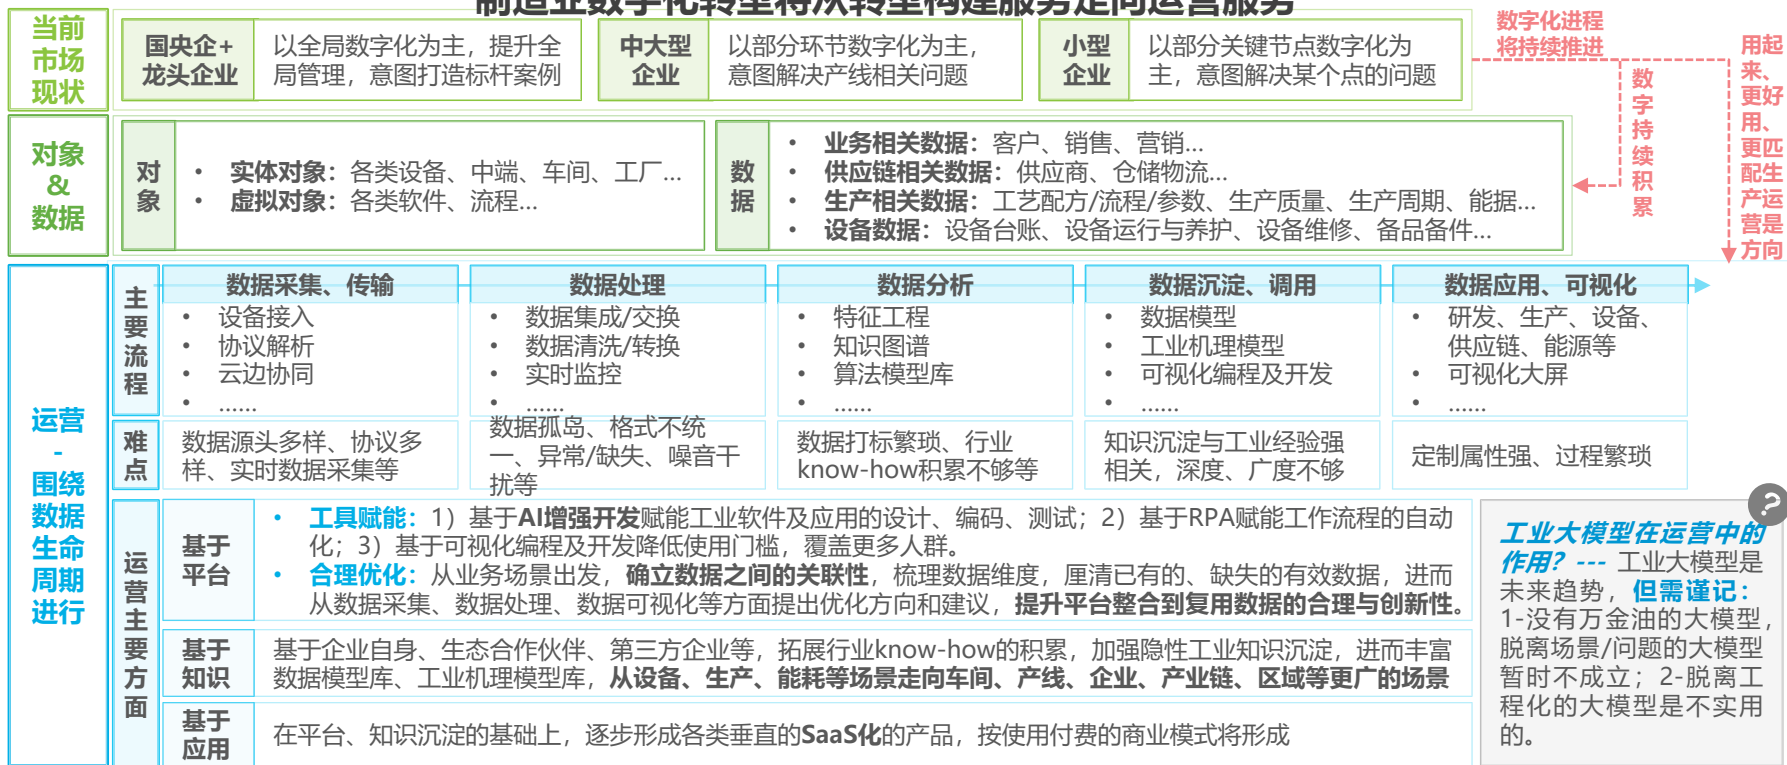 制造业数字化转型将从转型构建服务走向运营服务
当前
市场
现状
国央企+
龙头企业
以全局数字化为主，提升全
局管理，意图打造标杆案例
中大型
企业
以部分环节数字化为主，
意图解决产线相关问题
小型
企业
以部分关键节点数字化为
主，意图解决某个点的问题
数字化进程
将持续推进
数
字
持
续
积
累
用起
来、
更好
用、
更匹
配生
产运
营是
方向
对象
&
数据
对
象
• 实体对象：各类设备、中端、车间、工厂…
• 虚拟对象：各类软件、流程…
数
据
• 业务相关数据：客户、销售、营销…
• 供应链相关数据：供应商、仓储物流…
• 生产相关数据：工艺配方/流程/参数、生产质量、生产周期、能据…
• 设备数据：设备台账、设备运行与养护、设备维修、备品备件…
运营
-
围绕
数据
生命
周期
进行
主
要
流
程
数据采集、传输
• 设备接入
• 协议解析
• 云边协同
• ……
数据处理
• 数据集成/交换
• 数据清洗/转换
• 实时监控
• ……
数据分析
• 特征工程
• 知识图谱
• 算法模型库
• ……
数据沉淀、调用
• 数据模型
• 工业机理模型
• 可视化编程及开发
• ……
数据应用、可视化
• 研发、生产、设备、
供应链、能源等
• 可视化大屏
• ……
难
点
数据源头多样、协议多
样、实时数据采集等
数据孤岛、格式不统
一、异常/缺失、噪音干
扰等
数据打标繁琐、行业
know-how积累不够等
知识沉淀与工业经验强
相关，深度、广度不够
定制属性强、过程繁琐
运
营
主
要
方
面
基于
平台
• 工具赋能：1）基于AI增强开发赋能工业软件及应用的设计、编码、测试；2）基于RPA赋能工作流程的自动
化；3）基于可视化编程及开发降低使用门槛，覆盖更多人群。
• 合理优化：从业务场景出发，确立数据之间的关联性，梳理数据维度，厘清已有的、缺失的有效数据，进而
从数据采集、数据处理、数据可视化等方面提出优化方向和建议，提升平台整合到复用数据的合理与创新性。
基于
知识
基于企业自身、生态合作伙伴、第三方企业等，拓展行业know-how的积累，加强隐性工业知识沉淀，进而丰富
数据模型库、工业机理模型库，从设备、生产、能耗等场景走向车间、产线、企业、产业链、区域等更广的场景
基于
应用
在平台、知识沉淀的基础上，逐步形成各类垂直的SaaS化的产品，按使用付费的商业模式将形成
?
工业大模型在运营中的
作用？--- 工业大模型是
未来趋势，但需谨记：
1-没有万金油的大模型，
脱离场景/问题的大模型
暂时不成立；2-脱离工
程化的大模型是不实用
的。